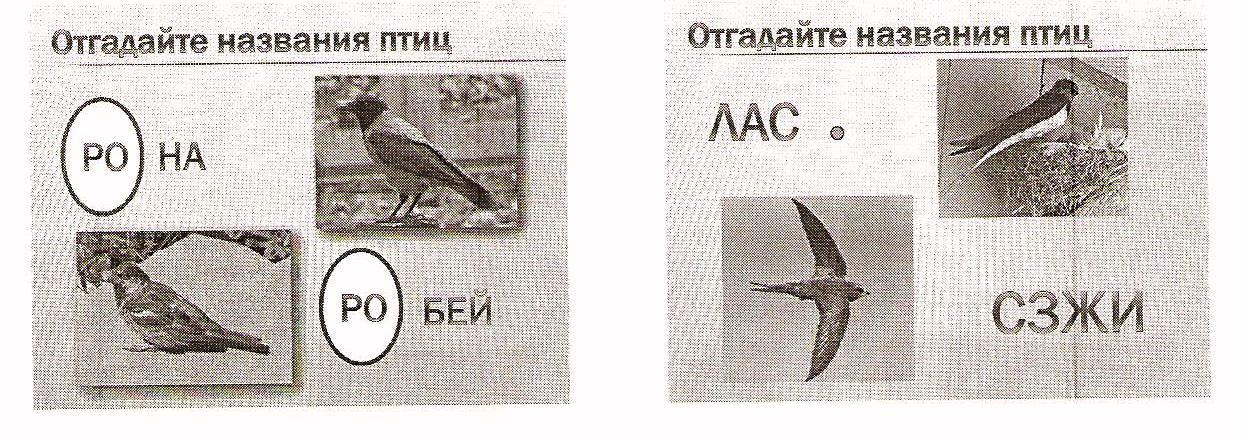 Отгадайте названия птиц
РО НА
РО БЕЙ
Отгадайте названия птиц
ЛАС
СЗЖИ